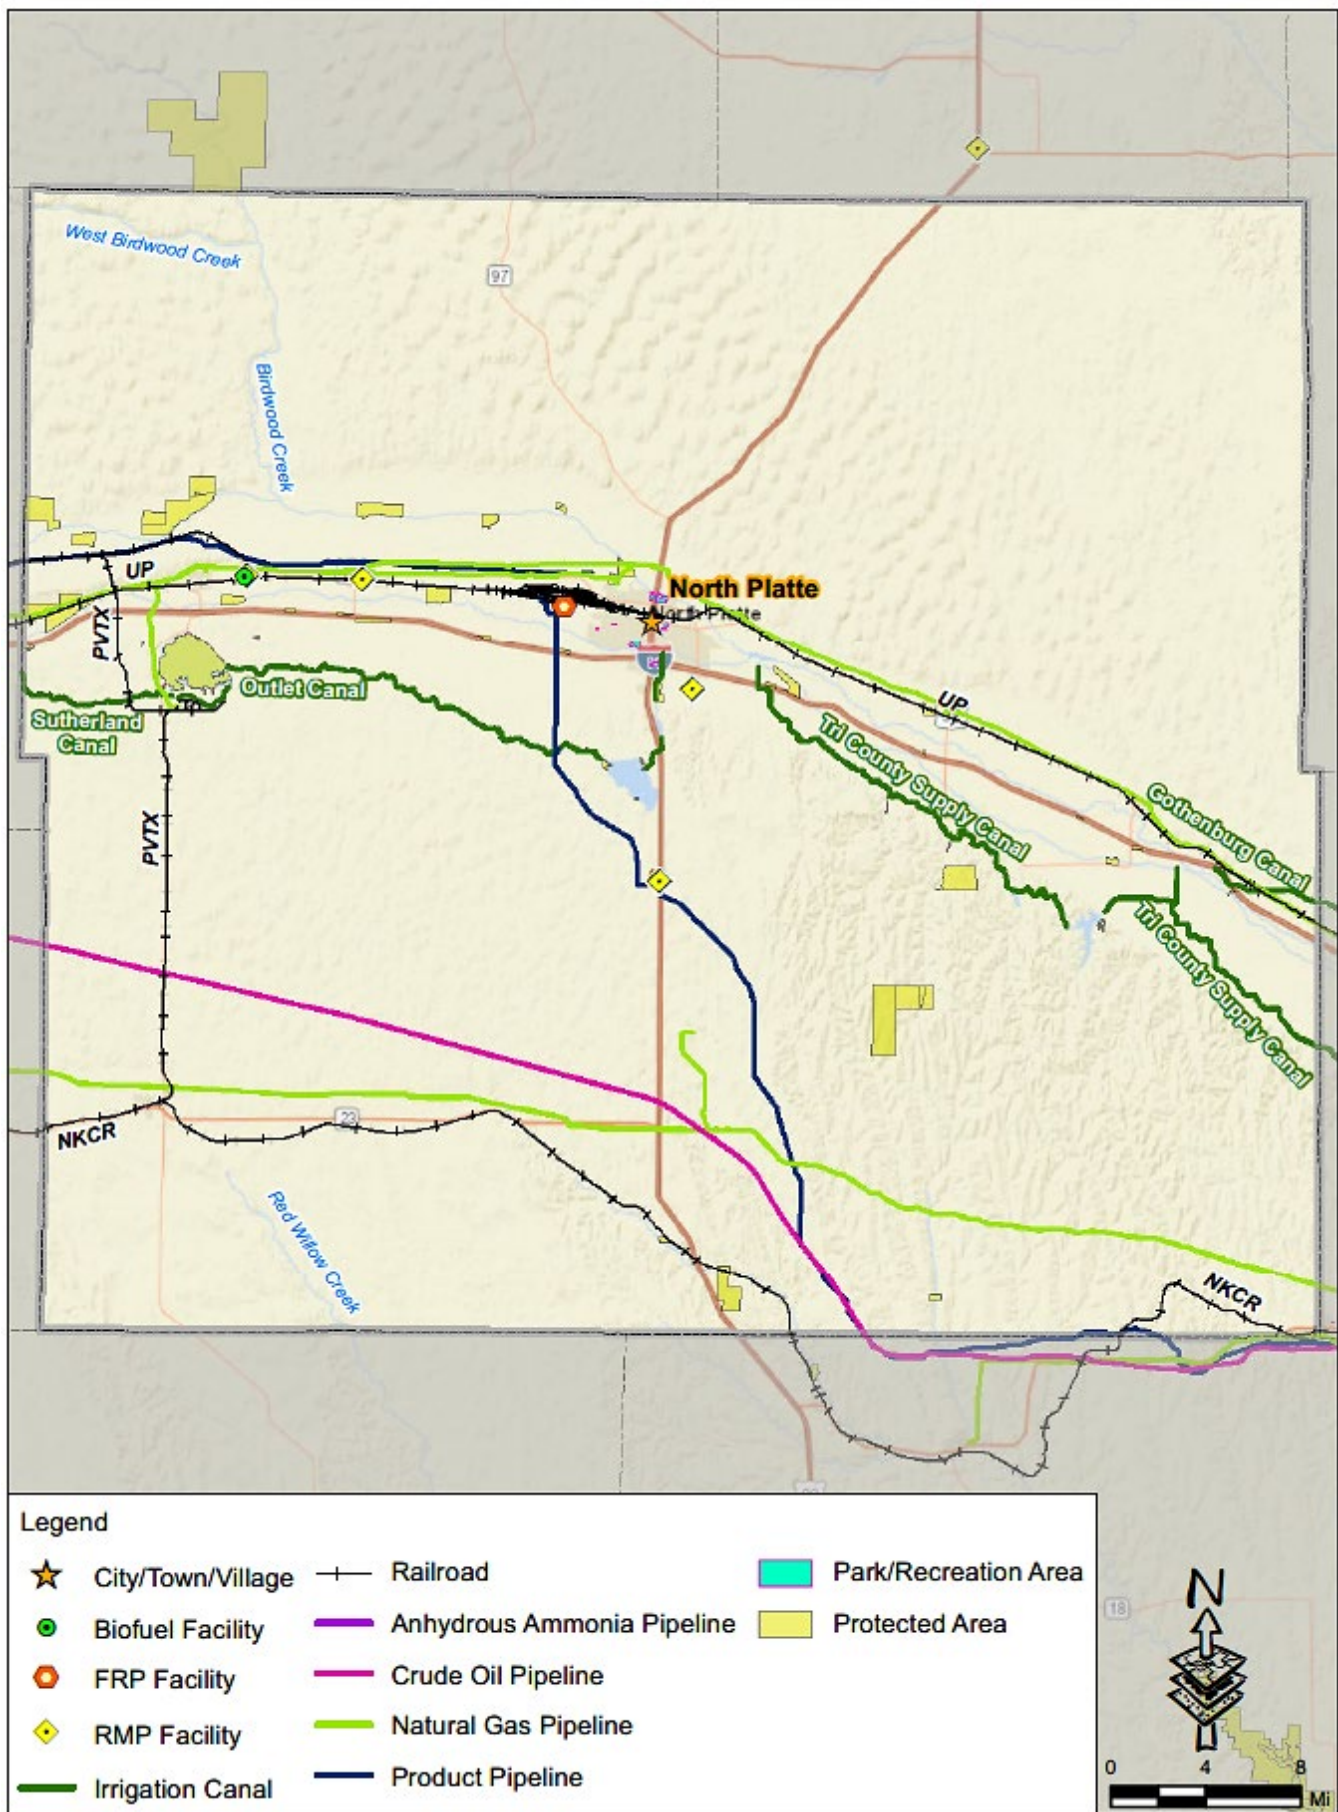 West Birdwood Creek
97
Birdwood Creek
UP
North Platte
North Platte
PVTX
Outlet Canal
Sutherland
Canal
UP
Tri County Supply Canal
Gothenburg Canal
PVTX
Tri County Supply Canal
23
NKCR
Red Willow Creek
NKCR
Legend
City/Town/Village
Railroad
Park/Recreation Area
Biofuel Facility
Anhydrous Ammonia Pipeline
Protected Area
FRP Facility
Crude Oil Pipeline
RMP Facility
Natural Gas Pipeline
Irrigation Canal
Product Pipeline
18
N
0 4 8
Mi